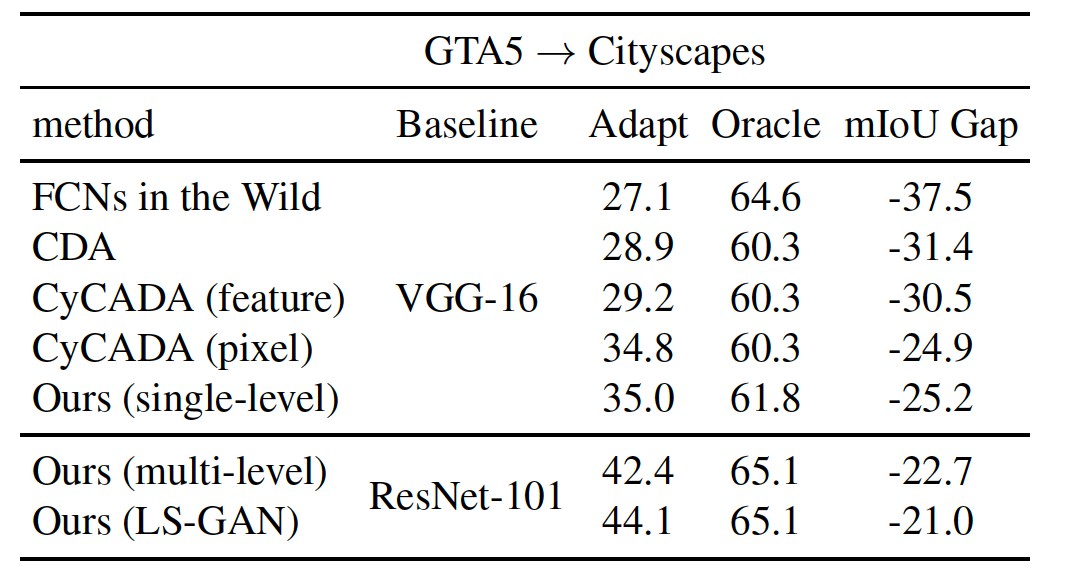 GTA5 → Cityscapes
method Baseline Adapt Oracle mIoU Gap
FCNs in the Wild 27.1 64.6 -37.5
CDA 28.9 60.3 -31.4
CyCADA (feature) VGG-16 29.2 60.3 -30.5
CyCADA (pixel) 34.8 60.3 -24.9
Ours (single-level) 35.0 61.8 -25.2
Ours (multi-level) 42.4 65.1 -22.7
ResNet-101
Ours (LS-GAN) 44.1 65.1 -21.0